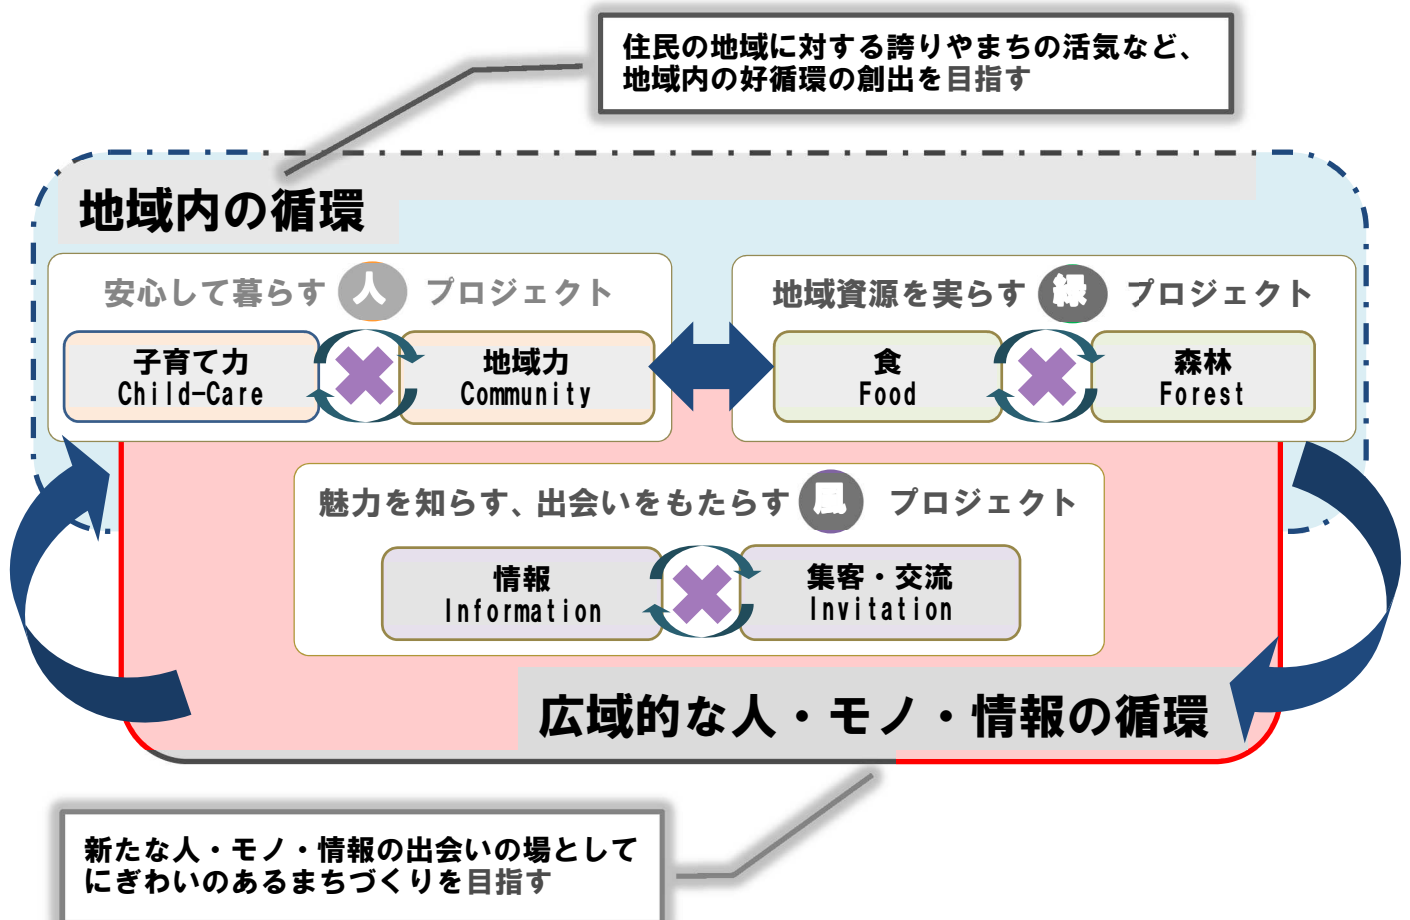 住民の地域に対する誇りやまちの活気など、
地域内の好循環の創出を目指す
地域内の循環
安心して暮らす 人 プロジェクト
子育て力
Child-Care
地域力
Community
地域資源を実らす 緑 プロジェクト
食
Food
森林
Forest
魅力を知らす、出会いをもたらす 風 プロジェクト
情報
Information
集客・交流
Invitation
広域的な人・モノ・情報の循環
新たな人・モノ・情報の出会いの場として
にぎわいのあるまちづくりを目指す